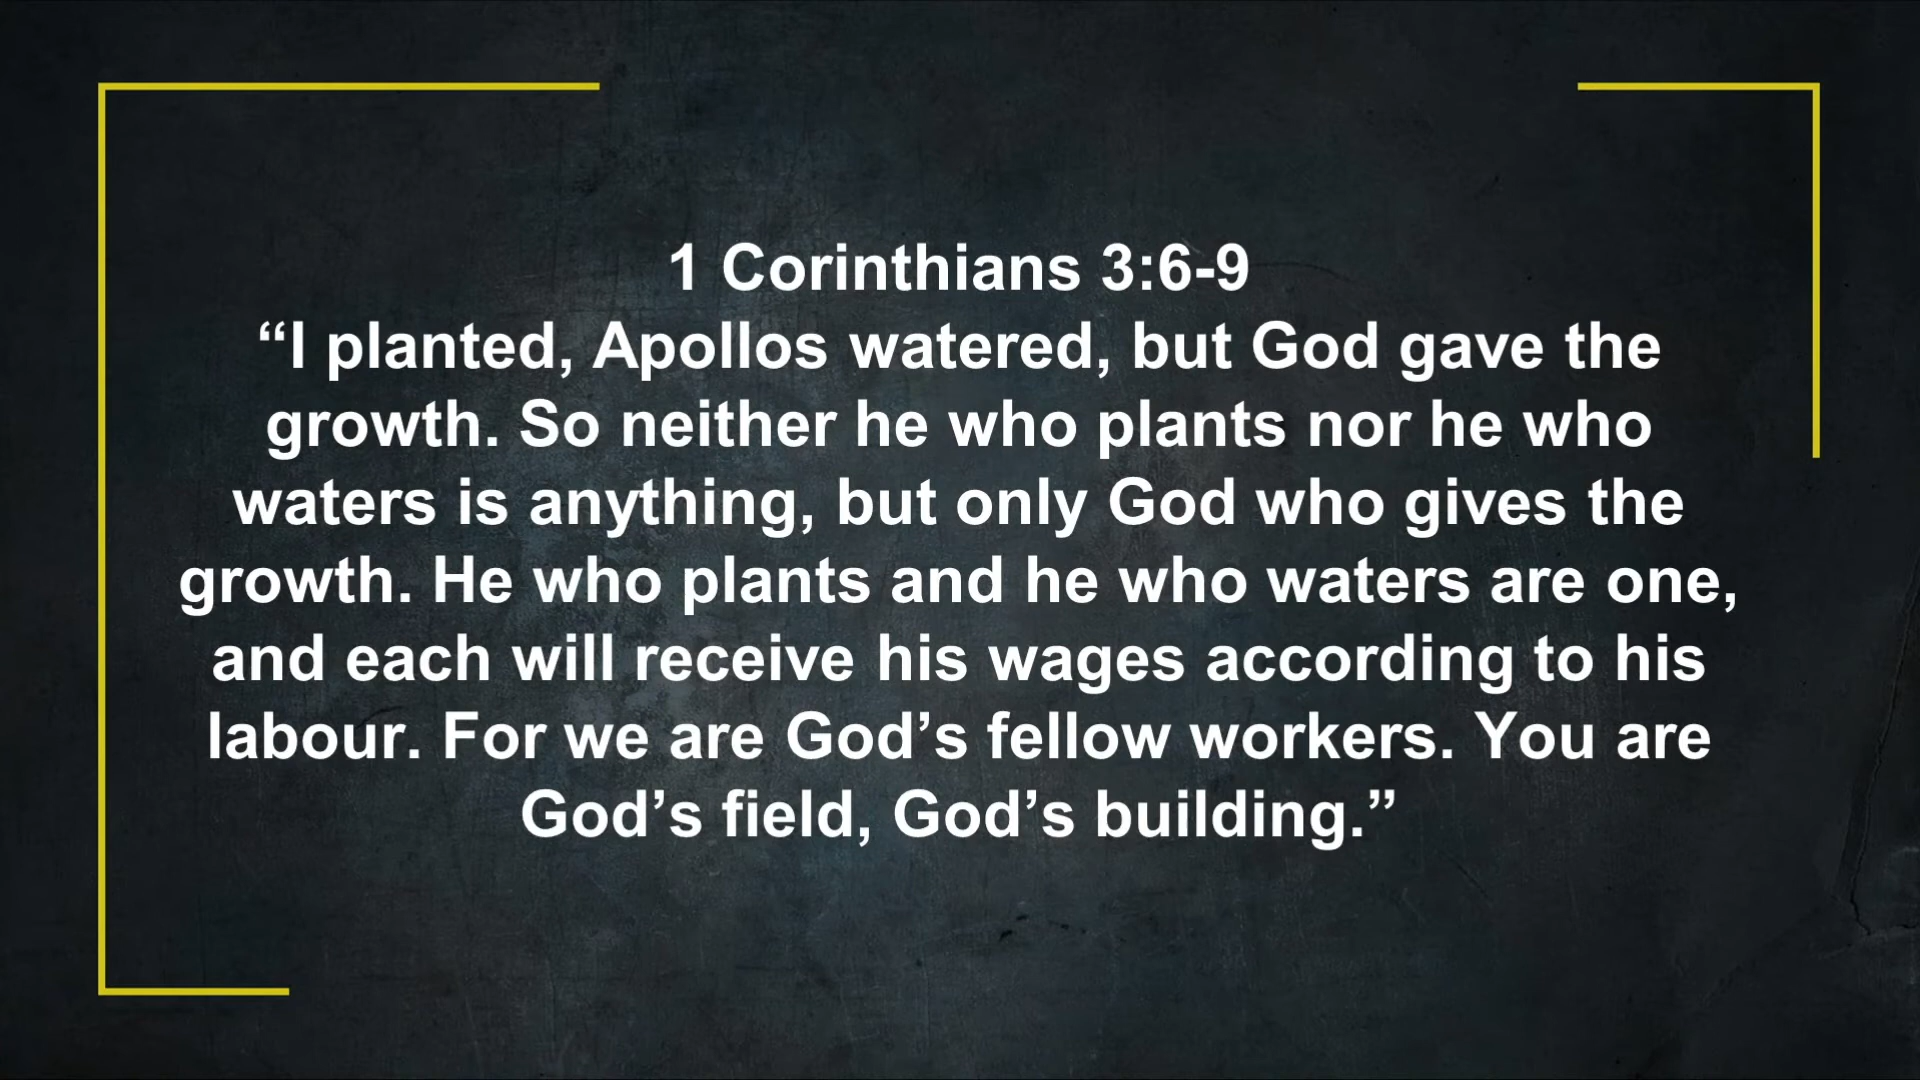 1 Corinthians 3:6-9
“I planted, Apollos watered, but God gave the
growth. So neither he who plants nor he who
waters is anything, but only God who gives the
growth. He who plants and he who waters are one,
and each will receive his wages according to his
labour. For we are God’s fellow workers. You are
God’s field, God’s building.”